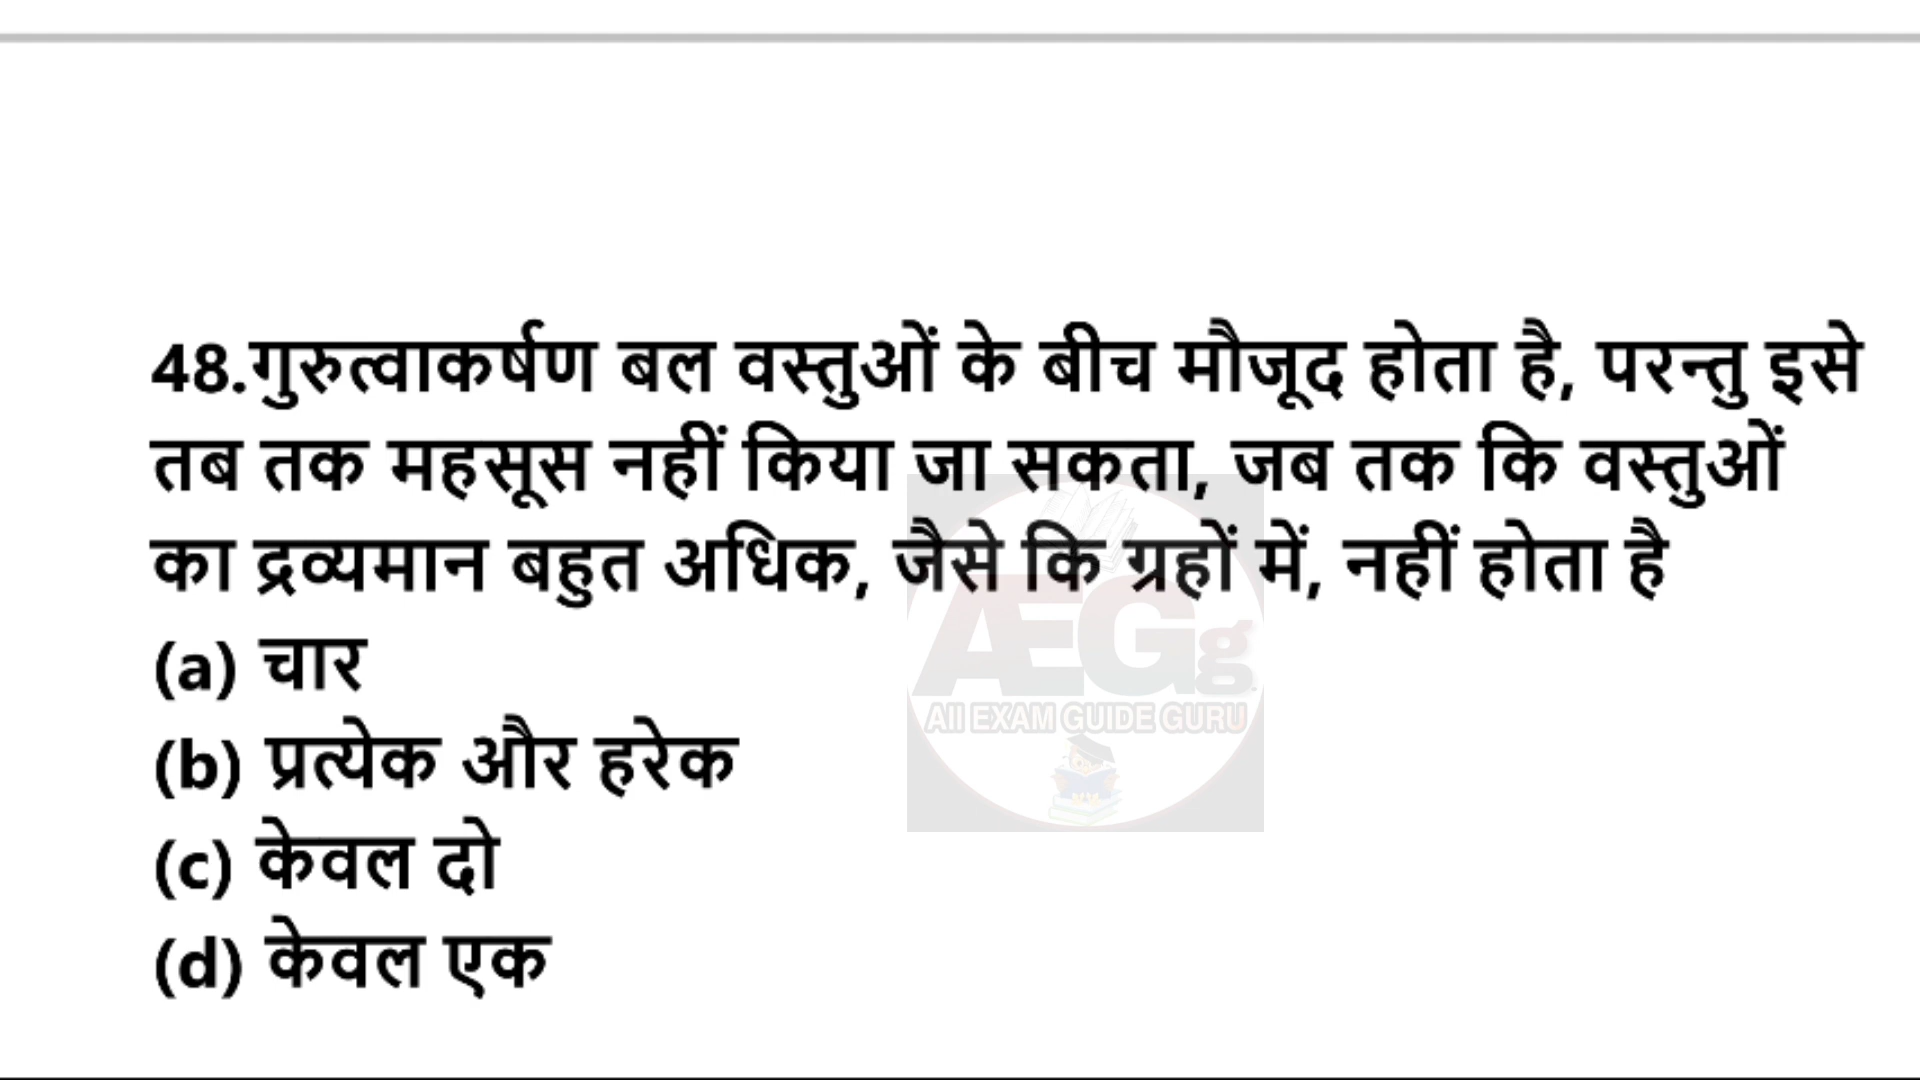 48.गुरुत्वाकर्षण बल वस्तुओं के बीच मौजूद होता है, परन्तु इसे
तब तक महसूस नहीं किया जा सकता, जब तक कि वस्तुओं
का द्रव्यमान बहुत अधिक, जैसे कि ग्रहों में, नहीं होता है
(a) चार
(b) प्रत्येक और हरेक
(c) केवल दो
(d) केवल एक
ÆGg
All EXAM GUIDE GURU